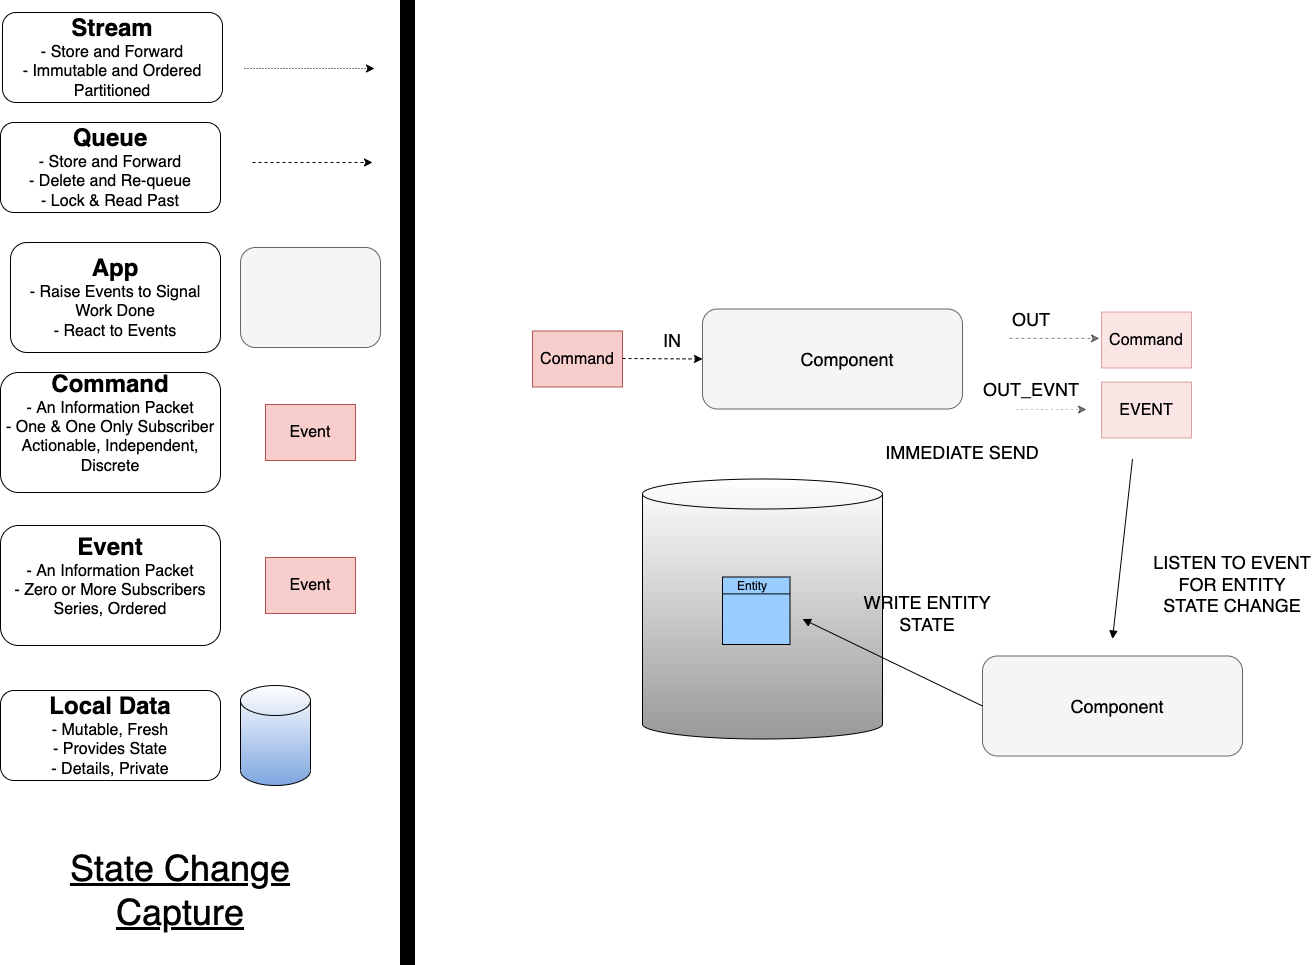 Stream
- Store and Forward
- Immutable and Ordered
Partitioned
Queue
- Store and Forward
- Delete and Re-queue
- Lock & Read Past
App
- Raise Events to Signal
Work Done
- React to Events
Command
- An Information Packet
- One & One Only Subscriber
Actionable, Independent,
Discrete
Event
Event
- An Information Packet
- Zero or More Subscribers
Series, Ordered
Event
Local Data
- Mutable, Fresh
- Provides State
- Details, Private
State Change
Capture
Command
IN
Component
OUT
Command
OUT_EVNT
EVENT
IMMEDIATE SEND
Entity
WRITE ENTITY
STATE
LISTEN TO EVENT
FOR ENTITY
STATE CHANGE
Component